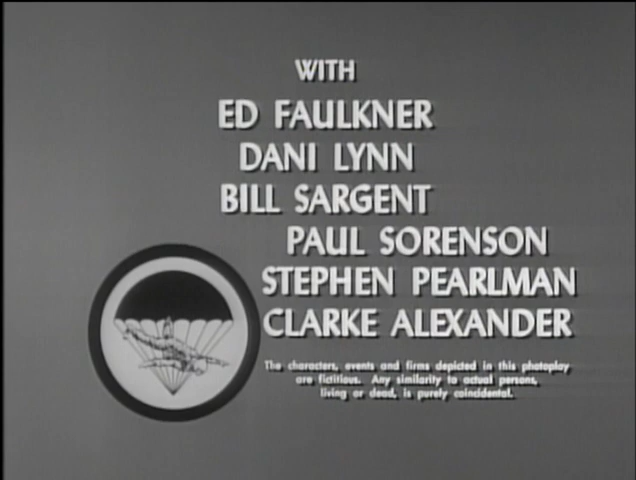 WITH
ED FAULKNER
DANI LYNN
BILL SARGENT
PAUL SORENSON
STEPHEN PEARLMAN
CLARKE ALEXANDER
The characters, events and firms depicted in this photoplay
are fictitious. Any similarity to actual persons,
living or dead, is purely coincidental.